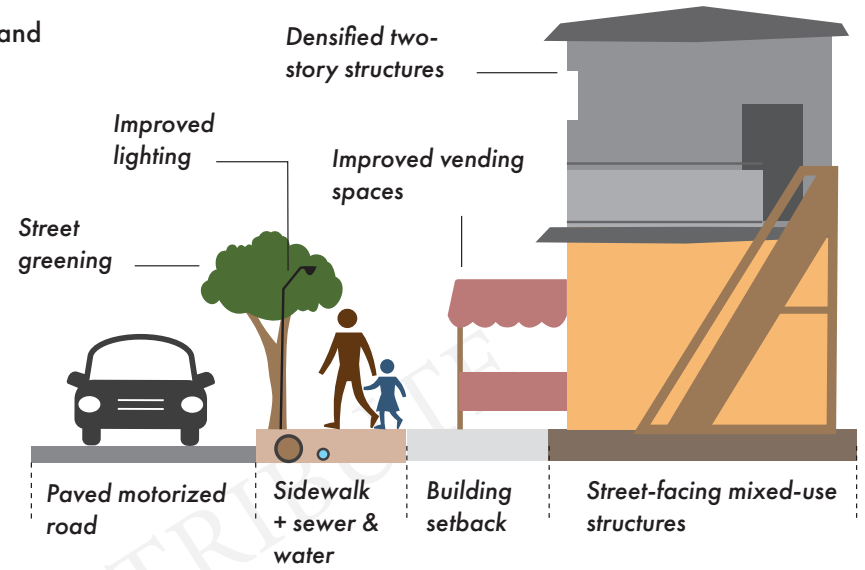 and
Densified two-
story structures
Improved
lighting
Improved vending
spaces
Street
greening
Paved motorized
road
Sidewalk
+ sewer &
water
Building
setback
Street-facing mixed-use
structures
TRIBUTE